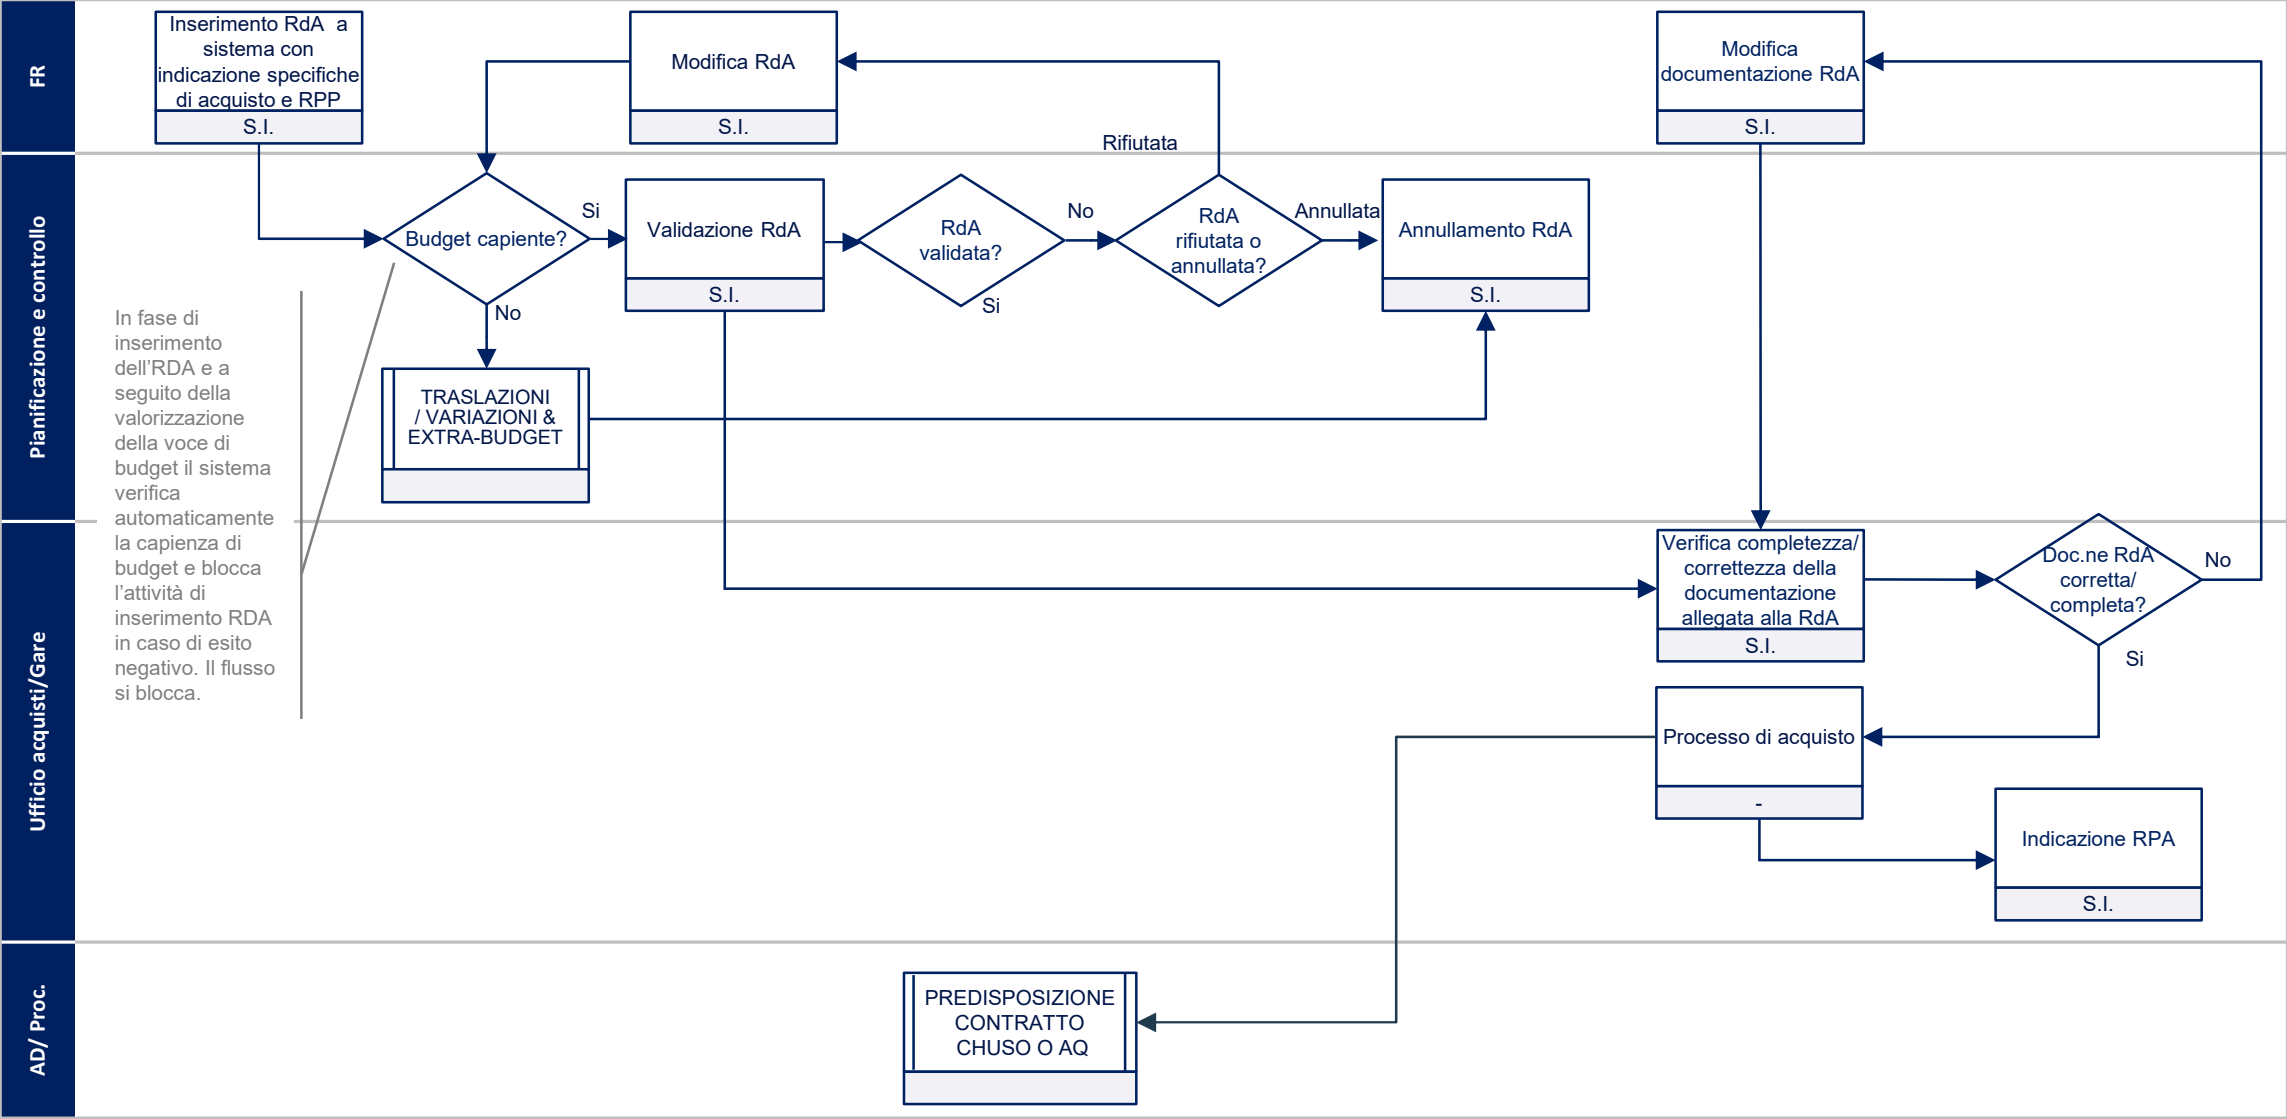 FR
Inserimento RdA a
sistema con
indicazione specifiche
di acquisto e RPP
S.I.
Modifica RdA
S.I.
Modifica
documentazione RdA
S.I.
Rifiutata
Pianificazione e controllo
Budget capiente?
Si
No
Validazione RdA
S.I.
RdA
validata?
No
Si
RdA
rifiutata o
annullata?
Annullata
Annullamento RdA
S.I.
TRASLAZIONI
/ VARIAZIONI &
EXTRA-BUDGET
In fase di
inserimento
dell’RDA e a
seguito della
valorizzazione
della voce di
budget il sistema
verifica
automaticamente
la capienza di
budget e blocca
l’attività di
inserimento RDA
in caso di esito
negativo. Il flusso
si blocca.
Ufficio acquisti/Gare
Verifica completezza/
correttezza della
documentazione
allegata alla RdA
S.I.
Doc.ne RdA
corretta/
completa?
No
Si
Processo di acquisto
-
Indicazione RPA
S.I.
AD/ Proc.
PREDISPOSIZIONE
CONTRATTO
CHUSO O AQ